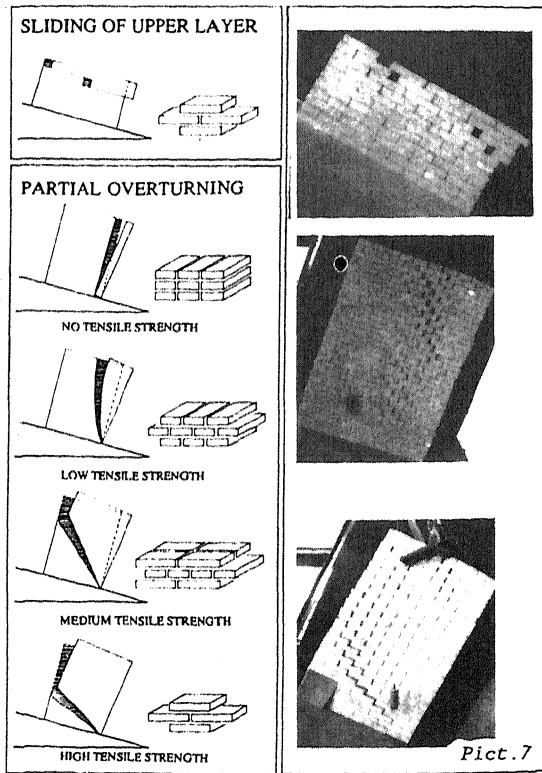 SLIDING OF UPPER LAYER
PARTIAL OVERTURNING
NO TENSILE STRENGTH
LOW TENSILE STRENGTH
MEDIUM TENSILE STRENGTH
HIGH TENSILE STRENGTH
Pict.7